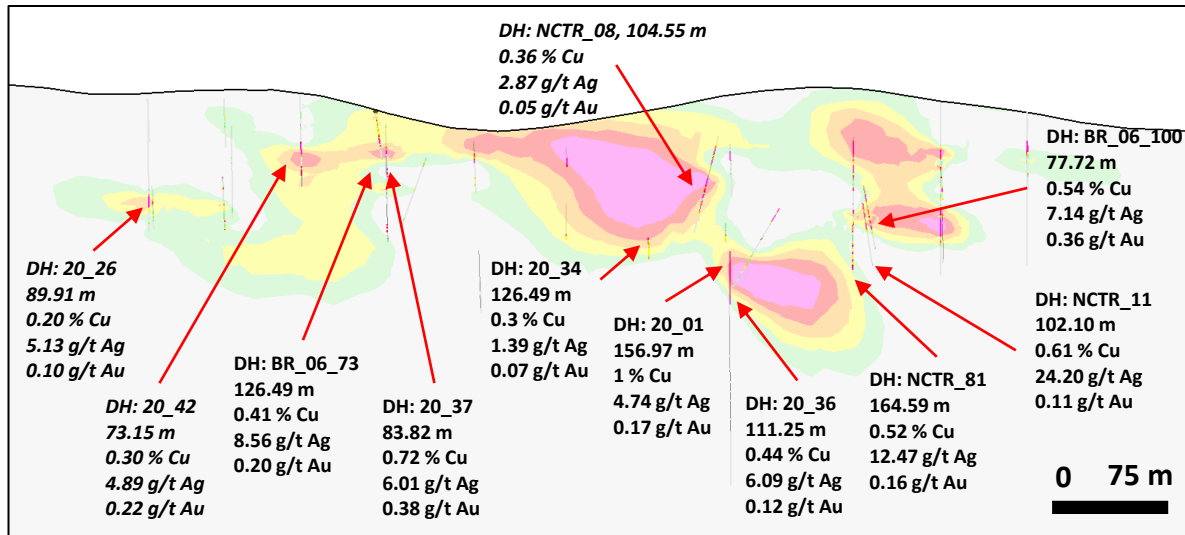 DH: NCTR_08, 104.55 m
0.36 % Cu
2.87 g/t Ag
0.05 g/t Au
DH: BR_06_100
77.72 m
0.54 % Cu
7.14 g/t Ag
0.36 g/t Au
DH: 20_26
89.91 m
0.20 % Cu
5.13 g/t Ag
0.10 g/t Au
DH: 20_42
73.15 m
0.30 % Cu
4.89 g/t Ag
0.22 g/t Au
DH: BR_06_73
126.49 m
0.41 % Cu
8.56 g/t Ag
0.20 g/t Au
DH: 20_37
83.82 m
0.72 % Cu
6.01 g/t Ag
0.38 g/t Au
DH: 20_34
126.49 m
0.3 % Cu
1.39 g/t Ag
0.07 g/t Au
DH: 20_01
156.97 m
1 % Cu
4.74 g/t Ag
0.17 g/t Au
DH: 20_36
111.25 m
0.44 % Cu
6.09 g/t Ag
0.12 g/t Au
DH: NCTR_81
164.59 m
0.52 % Cu
12.47 g/t Ag
0.16 g/t Au
DH: NCTR_11
102.10 m
0.61 % Cu
24.20 g/t Ag
0.11 g/t Au
0 75 m